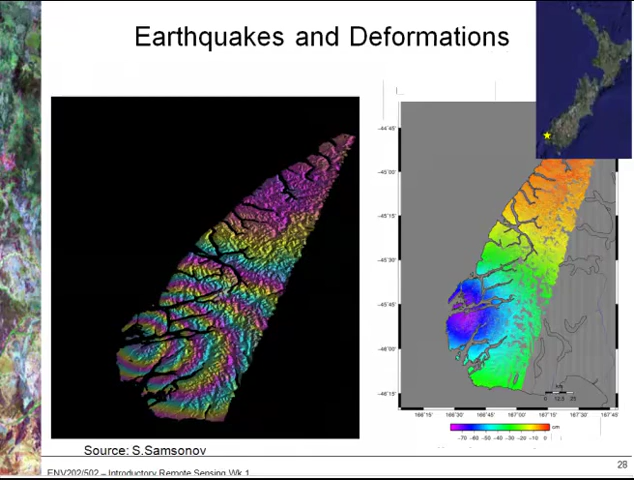 Earthquakes and Deformations
-44°45'
-45°00'
-45°15'
-45°30'
-45°45'
-46°00'
-46°15'
km
0 12.5 25
166°15' 166°30' 166°45' 167°00' 167°15' 167°30' 167°45'
cm
-70 -60 -50 -40 -30 -20 -10 0
Source: S.Samsonov
28
ENV202/502 – Introductory Remote Sensing Wk 1